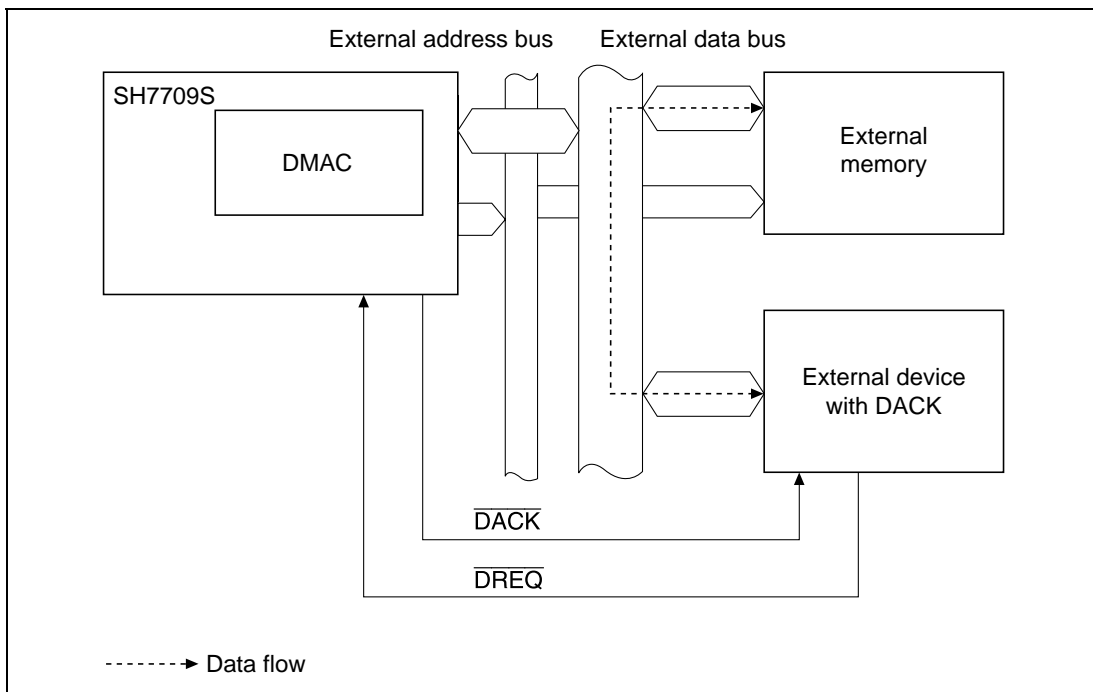 External address bus
External data bus
SH7709S
DMAC
External
memory
External device
with DACK
DACK
DREQ
Data flow